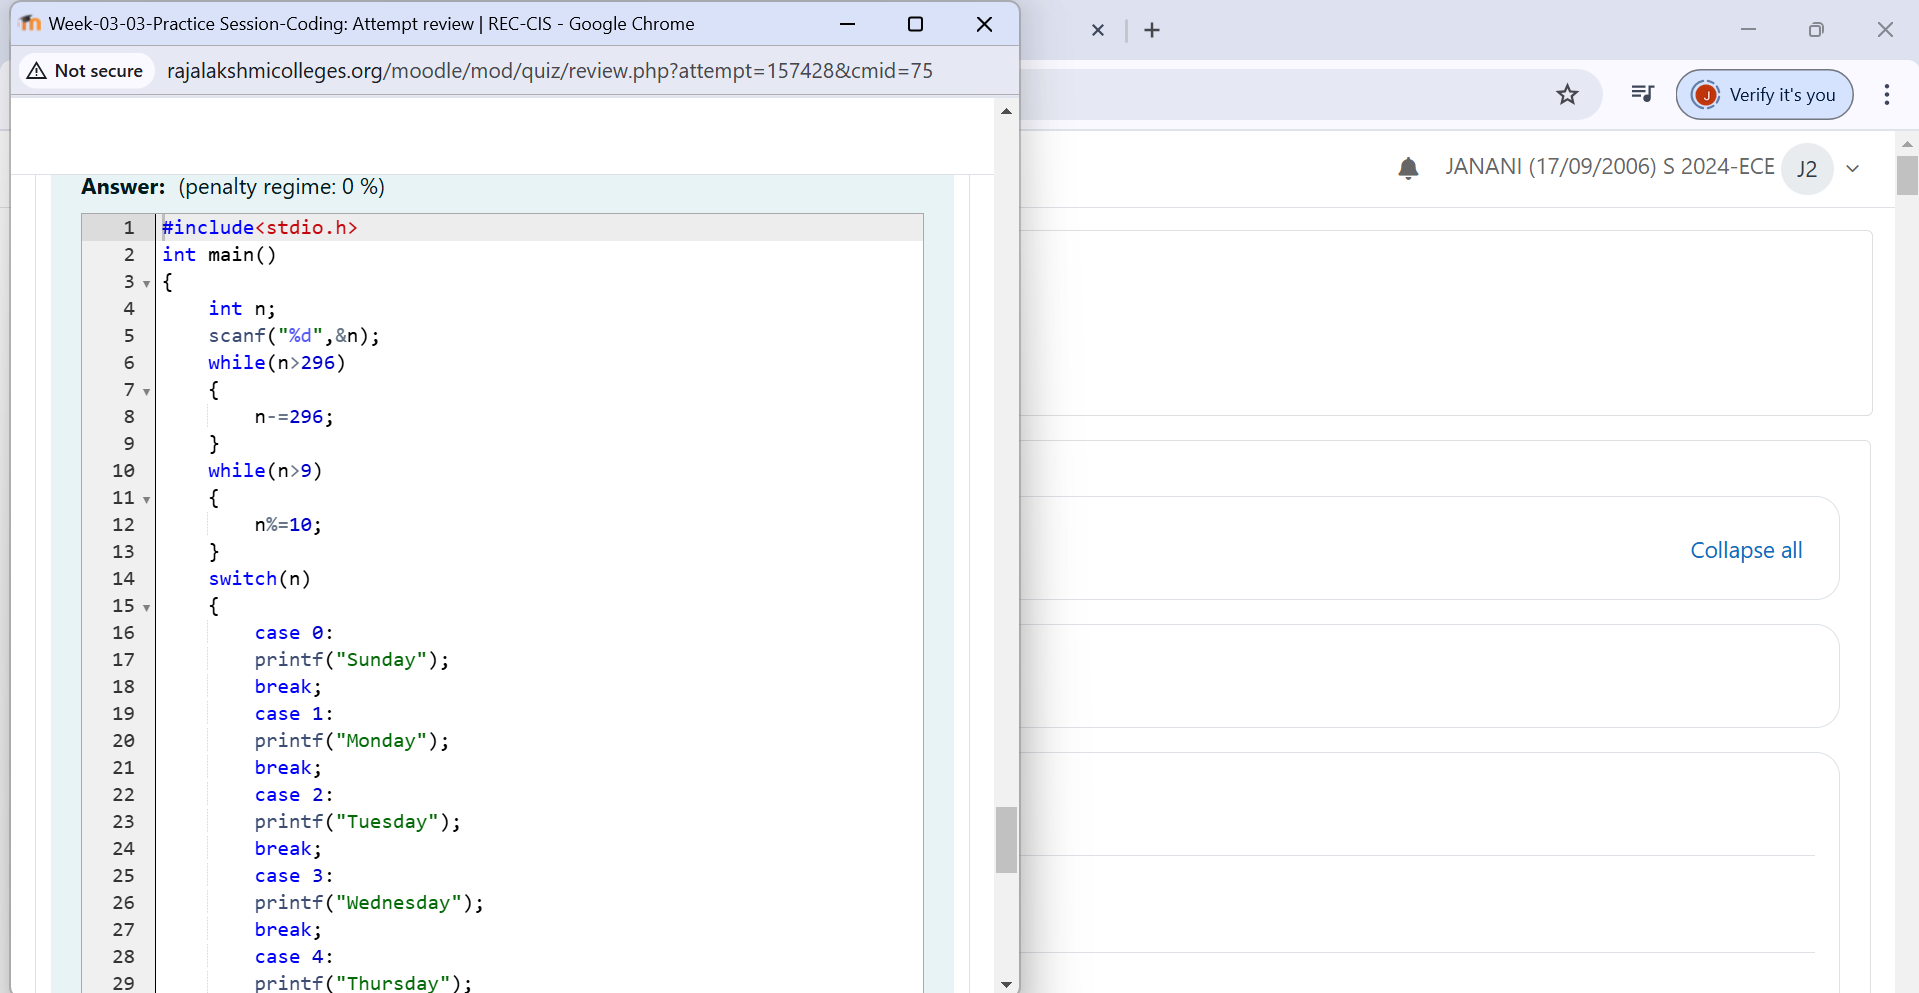 Week-03-03-Practice Session-Coding: Attempt review | REC-CIS - Google Chrome
Not secure
rajalakshmicolleges.org/moodle/mod/quiz/review.php?attempt=157428&cmid=75
Verify it's you
JANANI (17/09/2006) S 2024-ECE
J2
J
Collapse all
Answer: (penalty regime: 0 %)
1 #include<stdio.h>
2 int main()
3 {
4     int n;
5     scanf("%d",&n);
6     while(n>296)
7     {
8         n-=296;
9     }
10     while(n>9)
11     {
12         n%=10;
13     }
14     switch(n)
15     {
16         case 0:
17         printf("Sunday");
18         break;
19         case 1:
20         printf("Monday");
21         break;
22         case 2:
23         printf("Tuesday");
24         break;
25         case 3:
26         printf("Wednesday");
27         break;
28         case 4:
29         printf("Thursday");